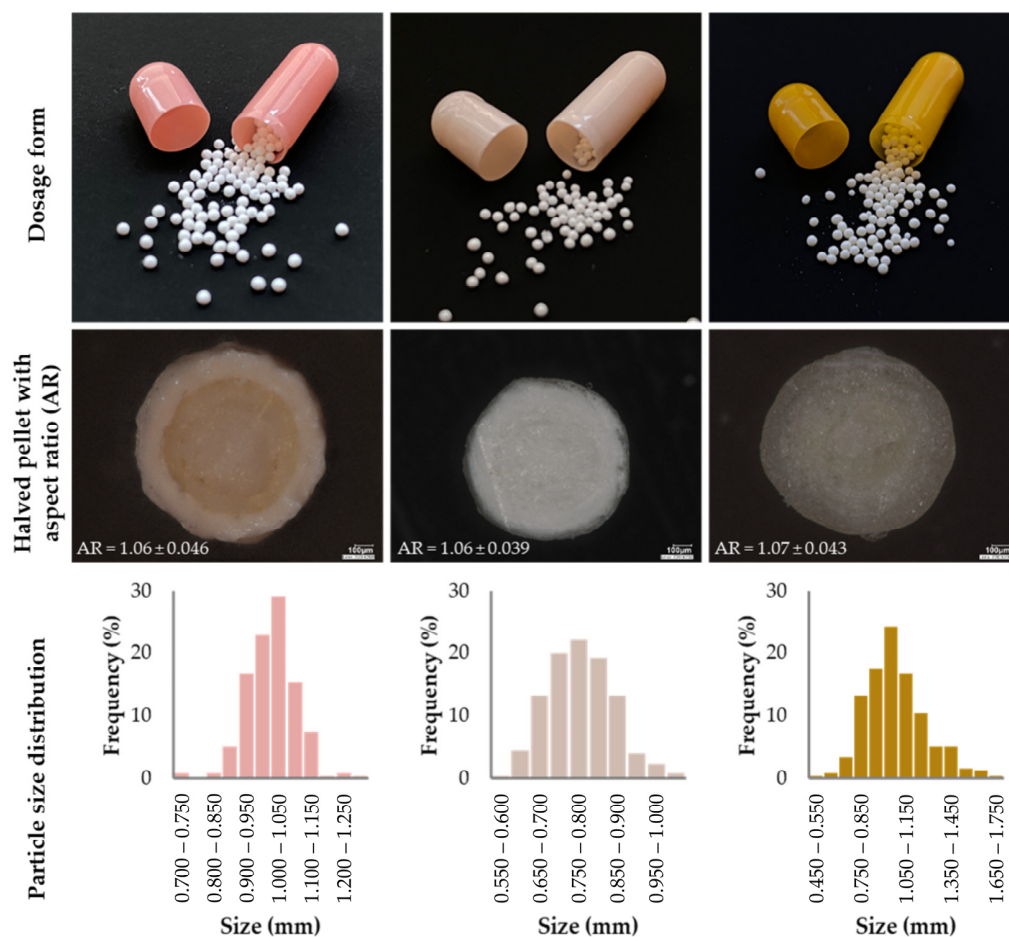 Dosage form
Halved pellet with
aspect ratio (AR)
AR = 1.06 ± 0.046
100µm
AR = 1.06 ± 0.039
100µm
AR = 1.07 ± 0.043
100µm
Particle size distribution
Frequency (%)
30
20
10
0
0.700 – 0.750
0.800 – 0.850
0.900 – 0.950
1.000 – 1.050
1.100 – 1.150
1.200 – 1.250
Size (mm)
Frequency (%)
30
20
10
0
0.550 – 0.600
0.650 – 0.700
0.750 – 0.800
0.850 – 0.900
0.950 – 1.000
Size (mm)
Frequency (%)
30
20
10
0
0.450 – 0.550
0.750 – 0.850
1.050 – 1.150
1.350 – 1.450
1.650 – 1.750
Size (mm)